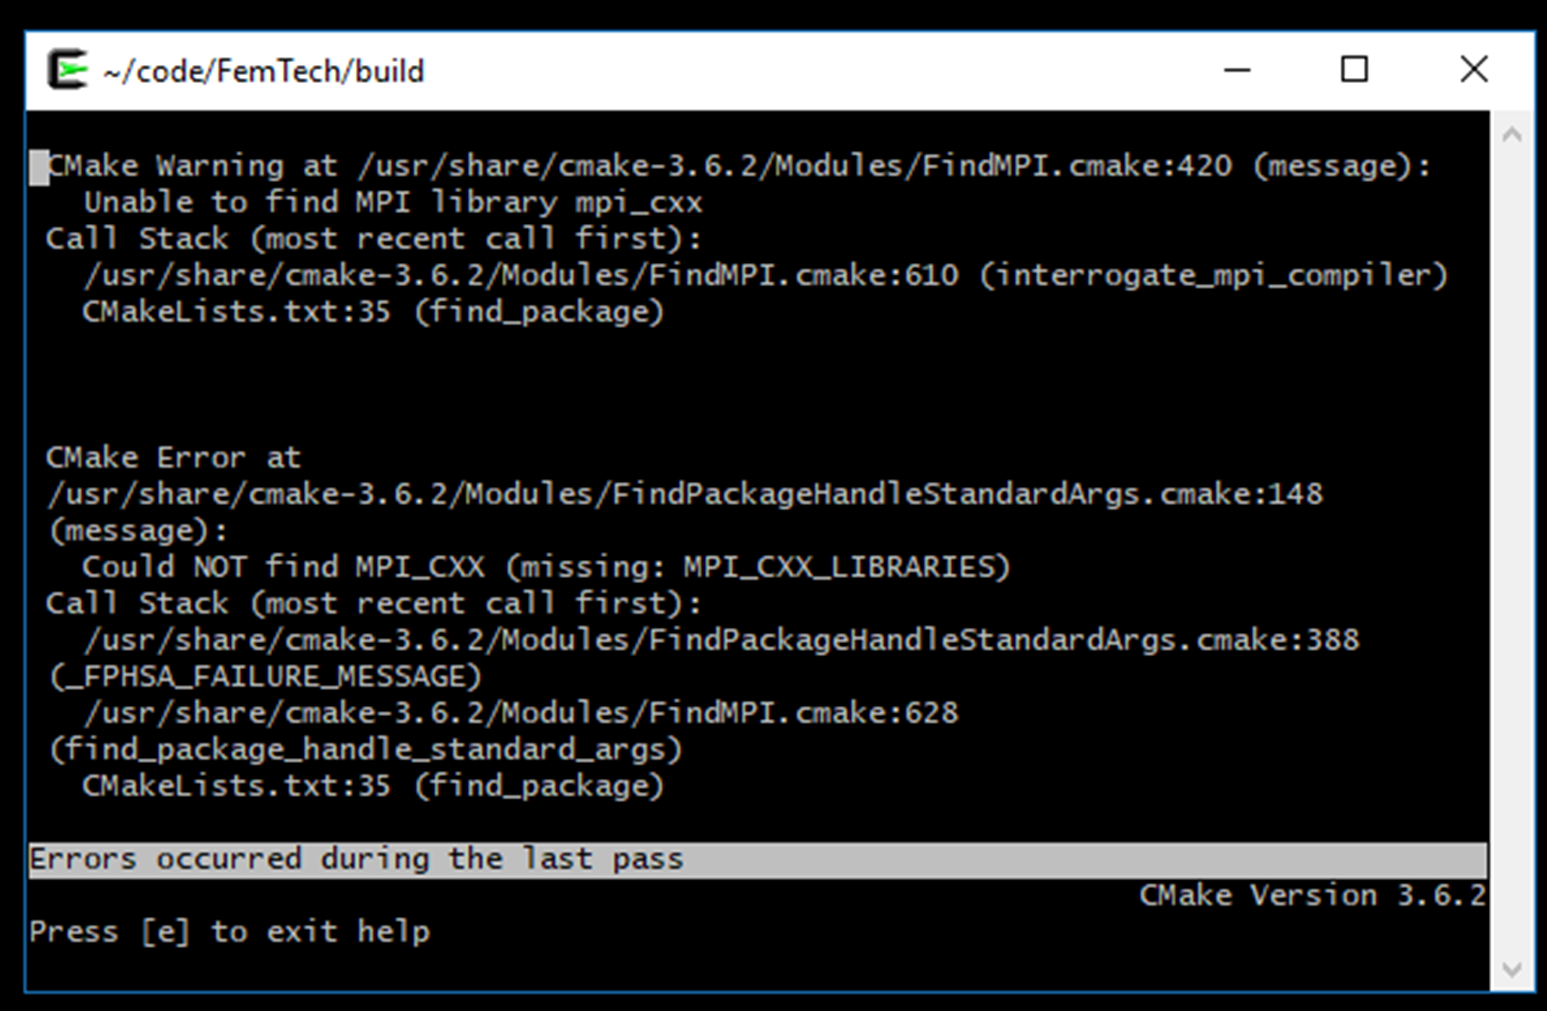 ~/code/FemTech/build
CMake Warning at /usr/share/cmake-3.6.2/Modules/FindMPI.cmake:420 (message):
Unable to find MPI library mpi_cxx
Call Stack (most recent call first):
/usr/share/cmake-3.6.2/Modules/FindMPI.cmake:610 (interrogate_mpi_compiler)
CMakeLists.txt:35 (find_package)
CMake Error at
/usr/share/cmake-3.6.2/Modules/FindPackageHandleStandardArgs.cmake:148
(message):
Could NOT find MPI_CXX (missing: MPI_CXX_LIBRARIES)
Call Stack (most recent call first):
/usr/share/cmake-3.6.2/Modules/FindPackageHandleStandardArgs.cmake:388
(_FPHSA_FAILURE_MESSAGE)
/usr/share/cmake-3.6.2/Modules/FindMPI.cmake:628
(find_package_handle_standard_args)
CMakeLists.txt:35 (find_package)
Errors occurred during the last pass
CMake Version 3.6.2
Press [e] to exit help